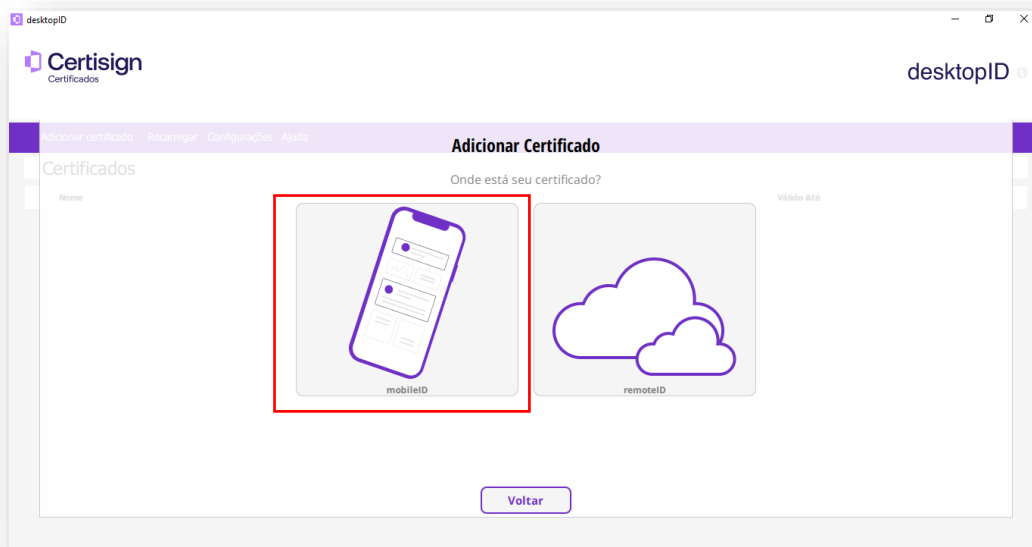 desktopID
Certisign
Certificados
desktopID
Adicionar certificado Recarregar Configurações Ajuda
Adicionar Certificado
Certificados
Onde está seu certificado?
Nome
Válido Até
mobileID
remoteID
Voltar